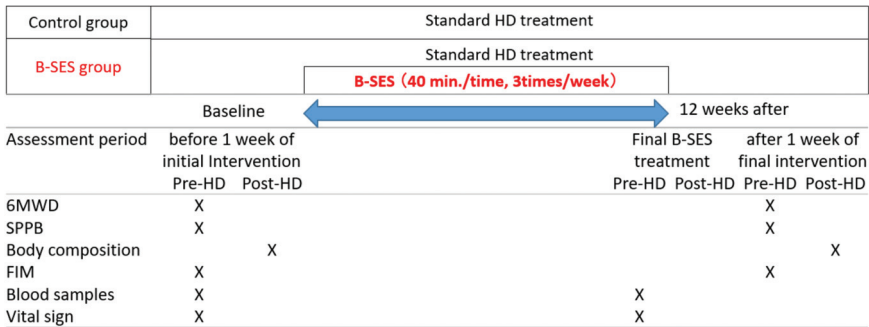 Control group Standard HD treatment
B-SES group Standard HD treatment
B-SES (40 min./time, 3times/week)
Baseline 12 weeks after
Assessment period before 1 week of Final B-SES after 1 week of
initial Intervention treatment final intervention
Pre-HD Post-HD Pre-HD Post-HD Pre-HD Post-HD
6MWD X X
SPPB X X
Body composition X X
FIM X X
Blood samples X X
Vital sign X X